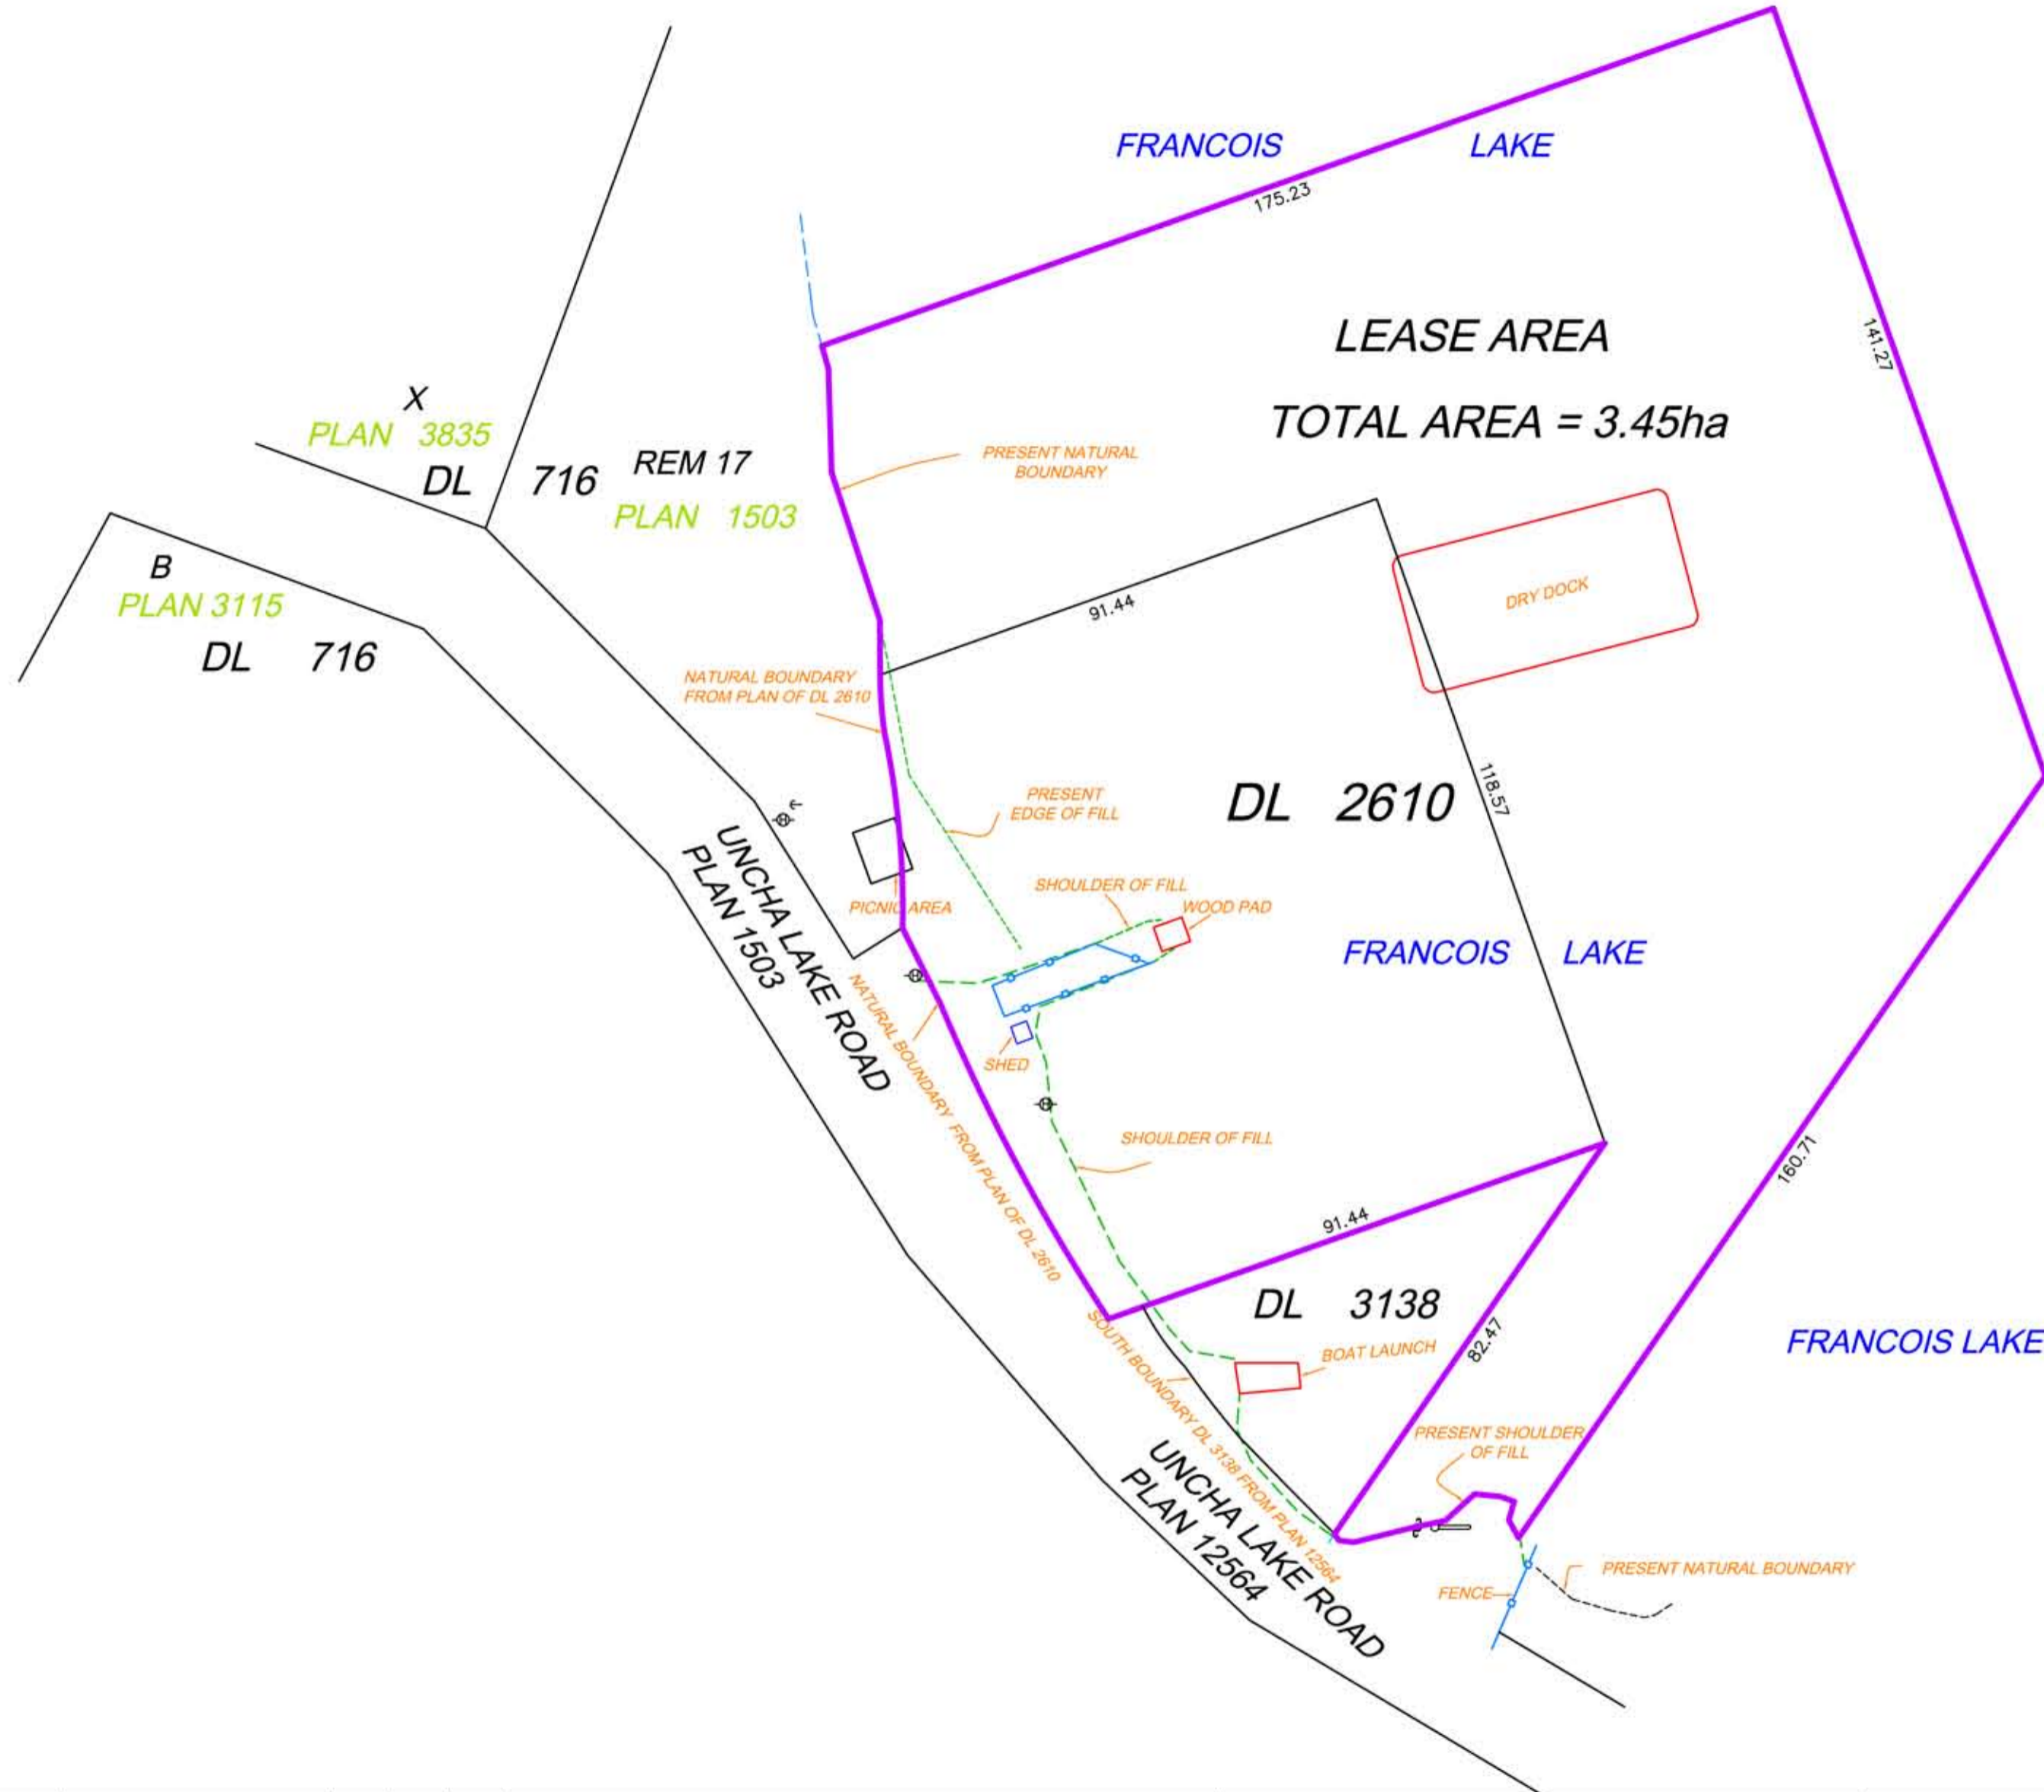 FRANCOIS LAKE
175.23
LEASE AREA
TOTAL AREA = 3.45ha
141.27
X
PLAN 3835
DL 716
REM 17
PLAN 1503
PRESENT NATURAL
BOUNDARY
B
PLAN 3115
DL 716
91.44
DRY DOCK
NATURAL BOUNDARY
FROM PLAN OF DL 2610
PRESENT
EDGE OF FILL
DL 2610
118.57
UNCHA LAKE ROAD
PLAN 1503
PICNIC AREA
SHOULDER OF FILL
WOOD PAD
FRANCOIS LAKE
NATURAL BOUNDARY FROM PLAN OF DL 2610
SHED
SHOULDER OF FILL
160.71
91.44
DL 3138
82.47
BOAT LAUNCH
FRANCOIS LAKE
SOUTH BOUNDARY DL 3138 FROM PLAN 12564
PRESENT SHOULDER
OF FILL
UNCHA LAKE ROAD
PLAN 12564
FENCE
PRESENT NATURAL BOUNDARY